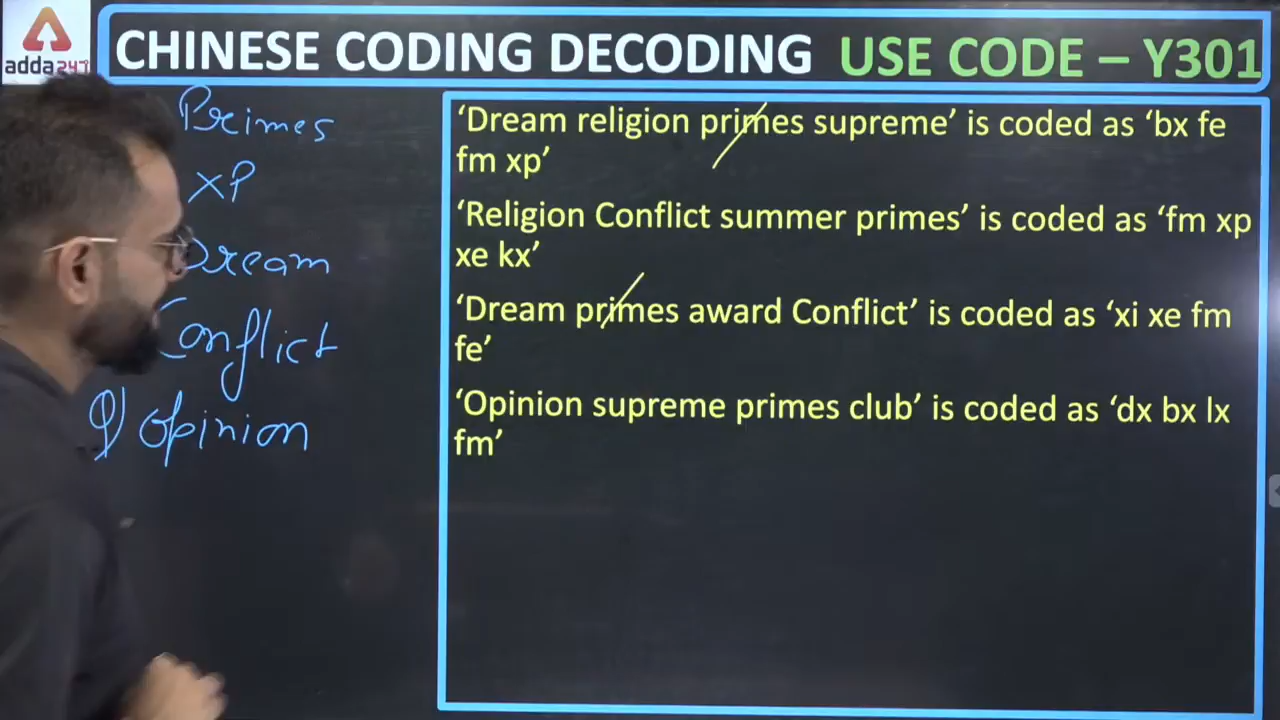 adda247
CHINESE CODING DECODING USE CODE – Y301
Primes
XP
Dream
Conflict
Q) Opinion
‘Dream religion primes supreme’ is coded as ‘bx fe
fm xp’
‘Religion Conflict summer primes’ is coded as ‘fm xp
xe kx’
‘Dream primes award Conflict’ is coded as ‘xi xe fm
fe’
‘Opinion supreme primes club’ is coded as ‘dx bx lx
fm’